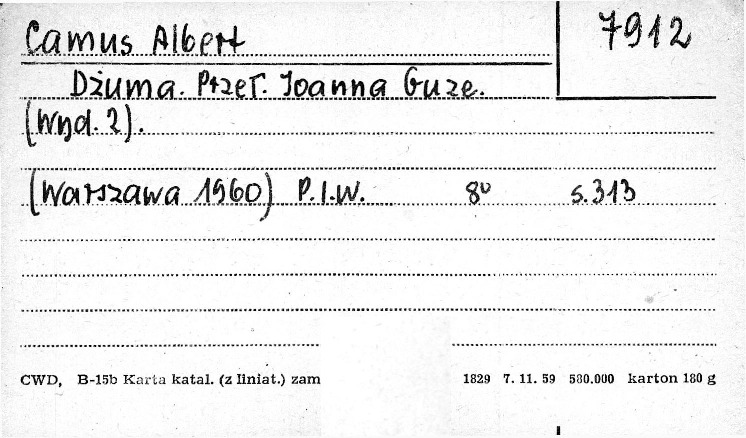 Camus Albert 7912
Dżuma. Przeł. Joanna Guze.
(Wyd. 2).
(Warszawa 1960) P.I.W. 8° s. 313
CWD, B-15b Karta katal. (z liniat.) zam 1829 7. 11. 59 580.000 karton 180 g